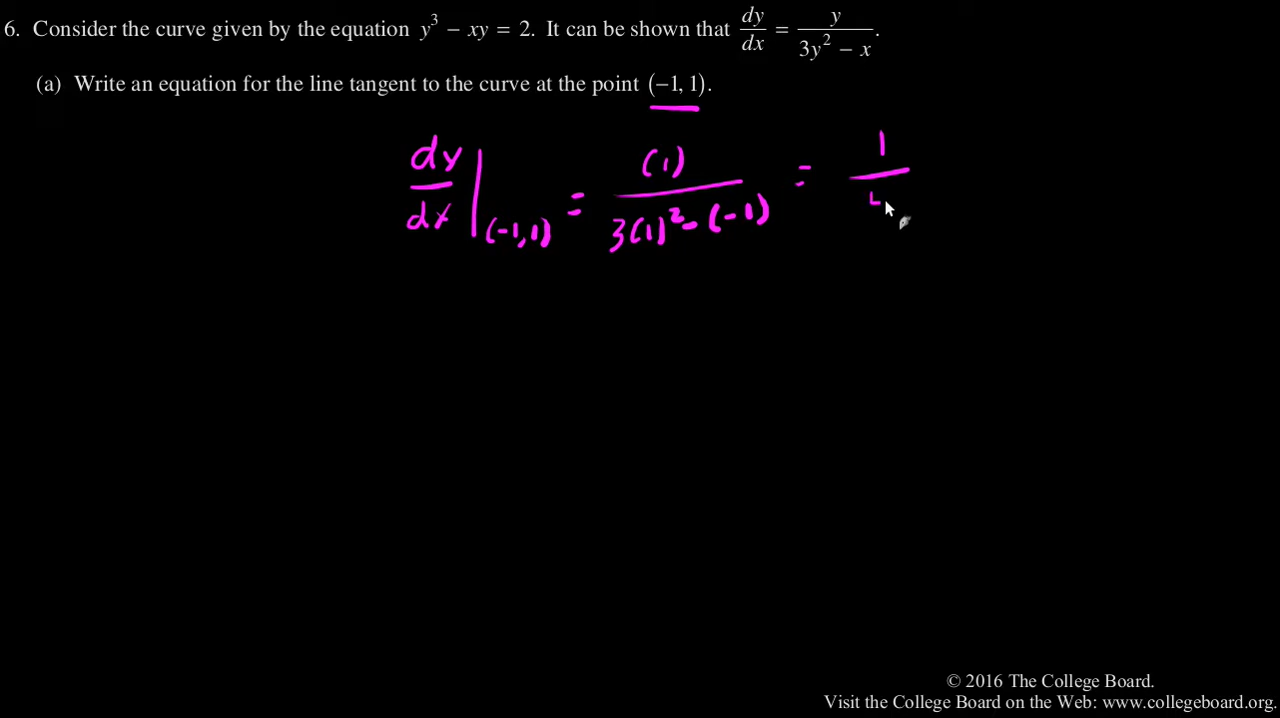 6. Consider the curve given by the equation y³ − xy = 2. It can be shown that dy/dx = y/(3y² − x).
(a) Write an equation for the line tangent to the curve at the point (−1, 1).
dy/dx |(-1,1) = (1)/(3(1)² - (-1)) = 1/
© 2016 The College Board.
Visit the College Board on the Web: www.collegeboard.org.